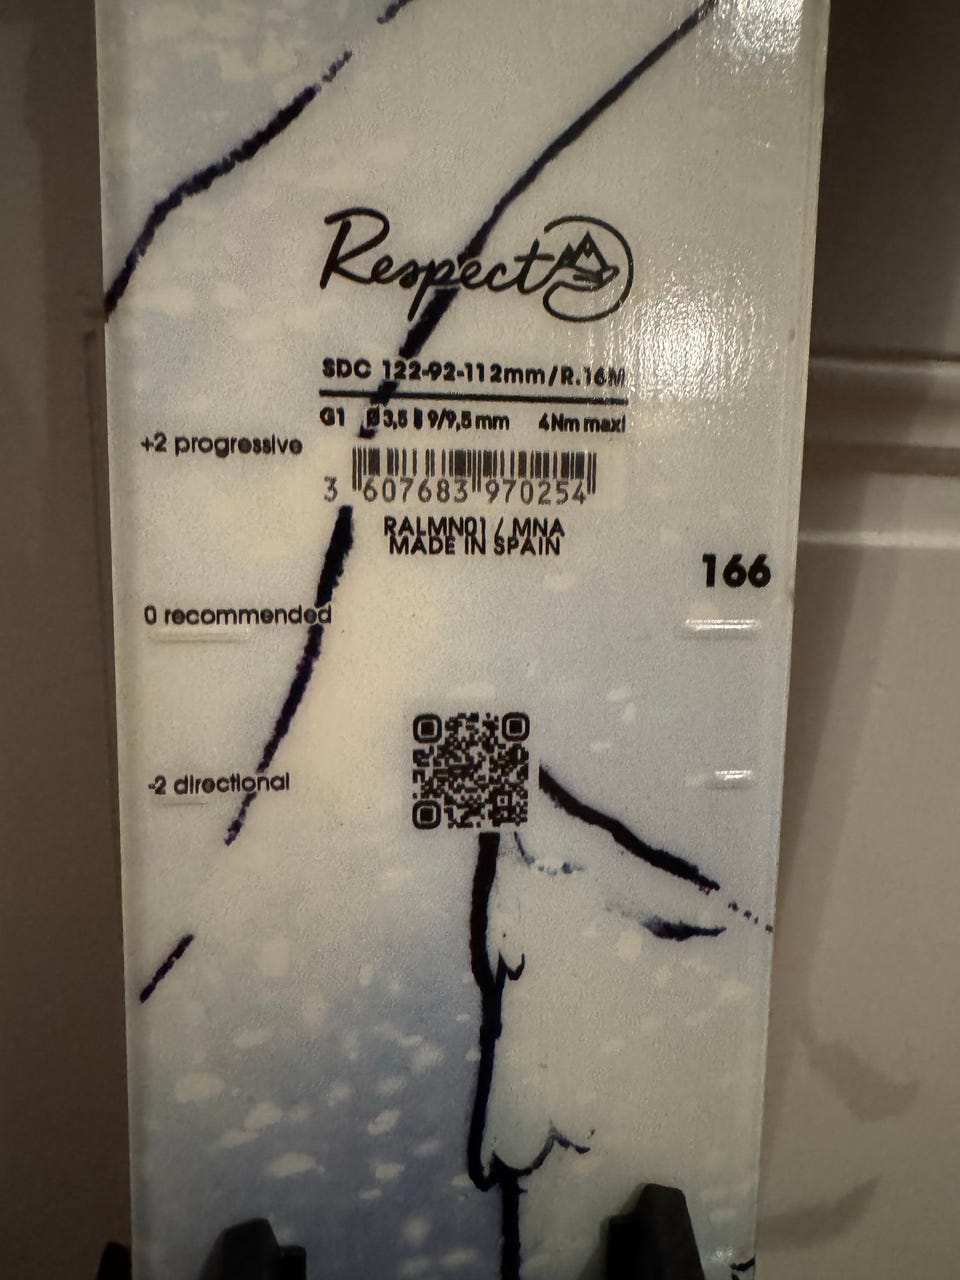 Respect
SDC 122-92-112mm/R.16M
G1 Ø 3,5 9/9,5 mm 4Nm maxi
+2 progressive
3 607683 970254
RALMN01 / MNA
MADE IN SPAIN
166
0 recommended
-2 directional